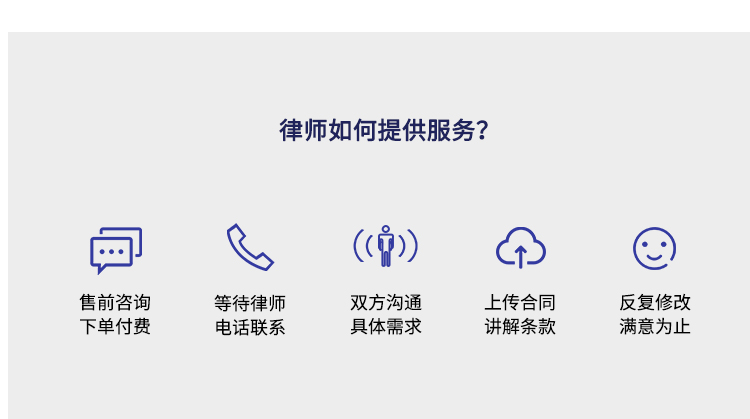 律师如何提供服务?
售前咨询
下单付费
等待律师
电话联系
双方沟通
具体需求
上传合同
讲解条款
反复修改
满意为止